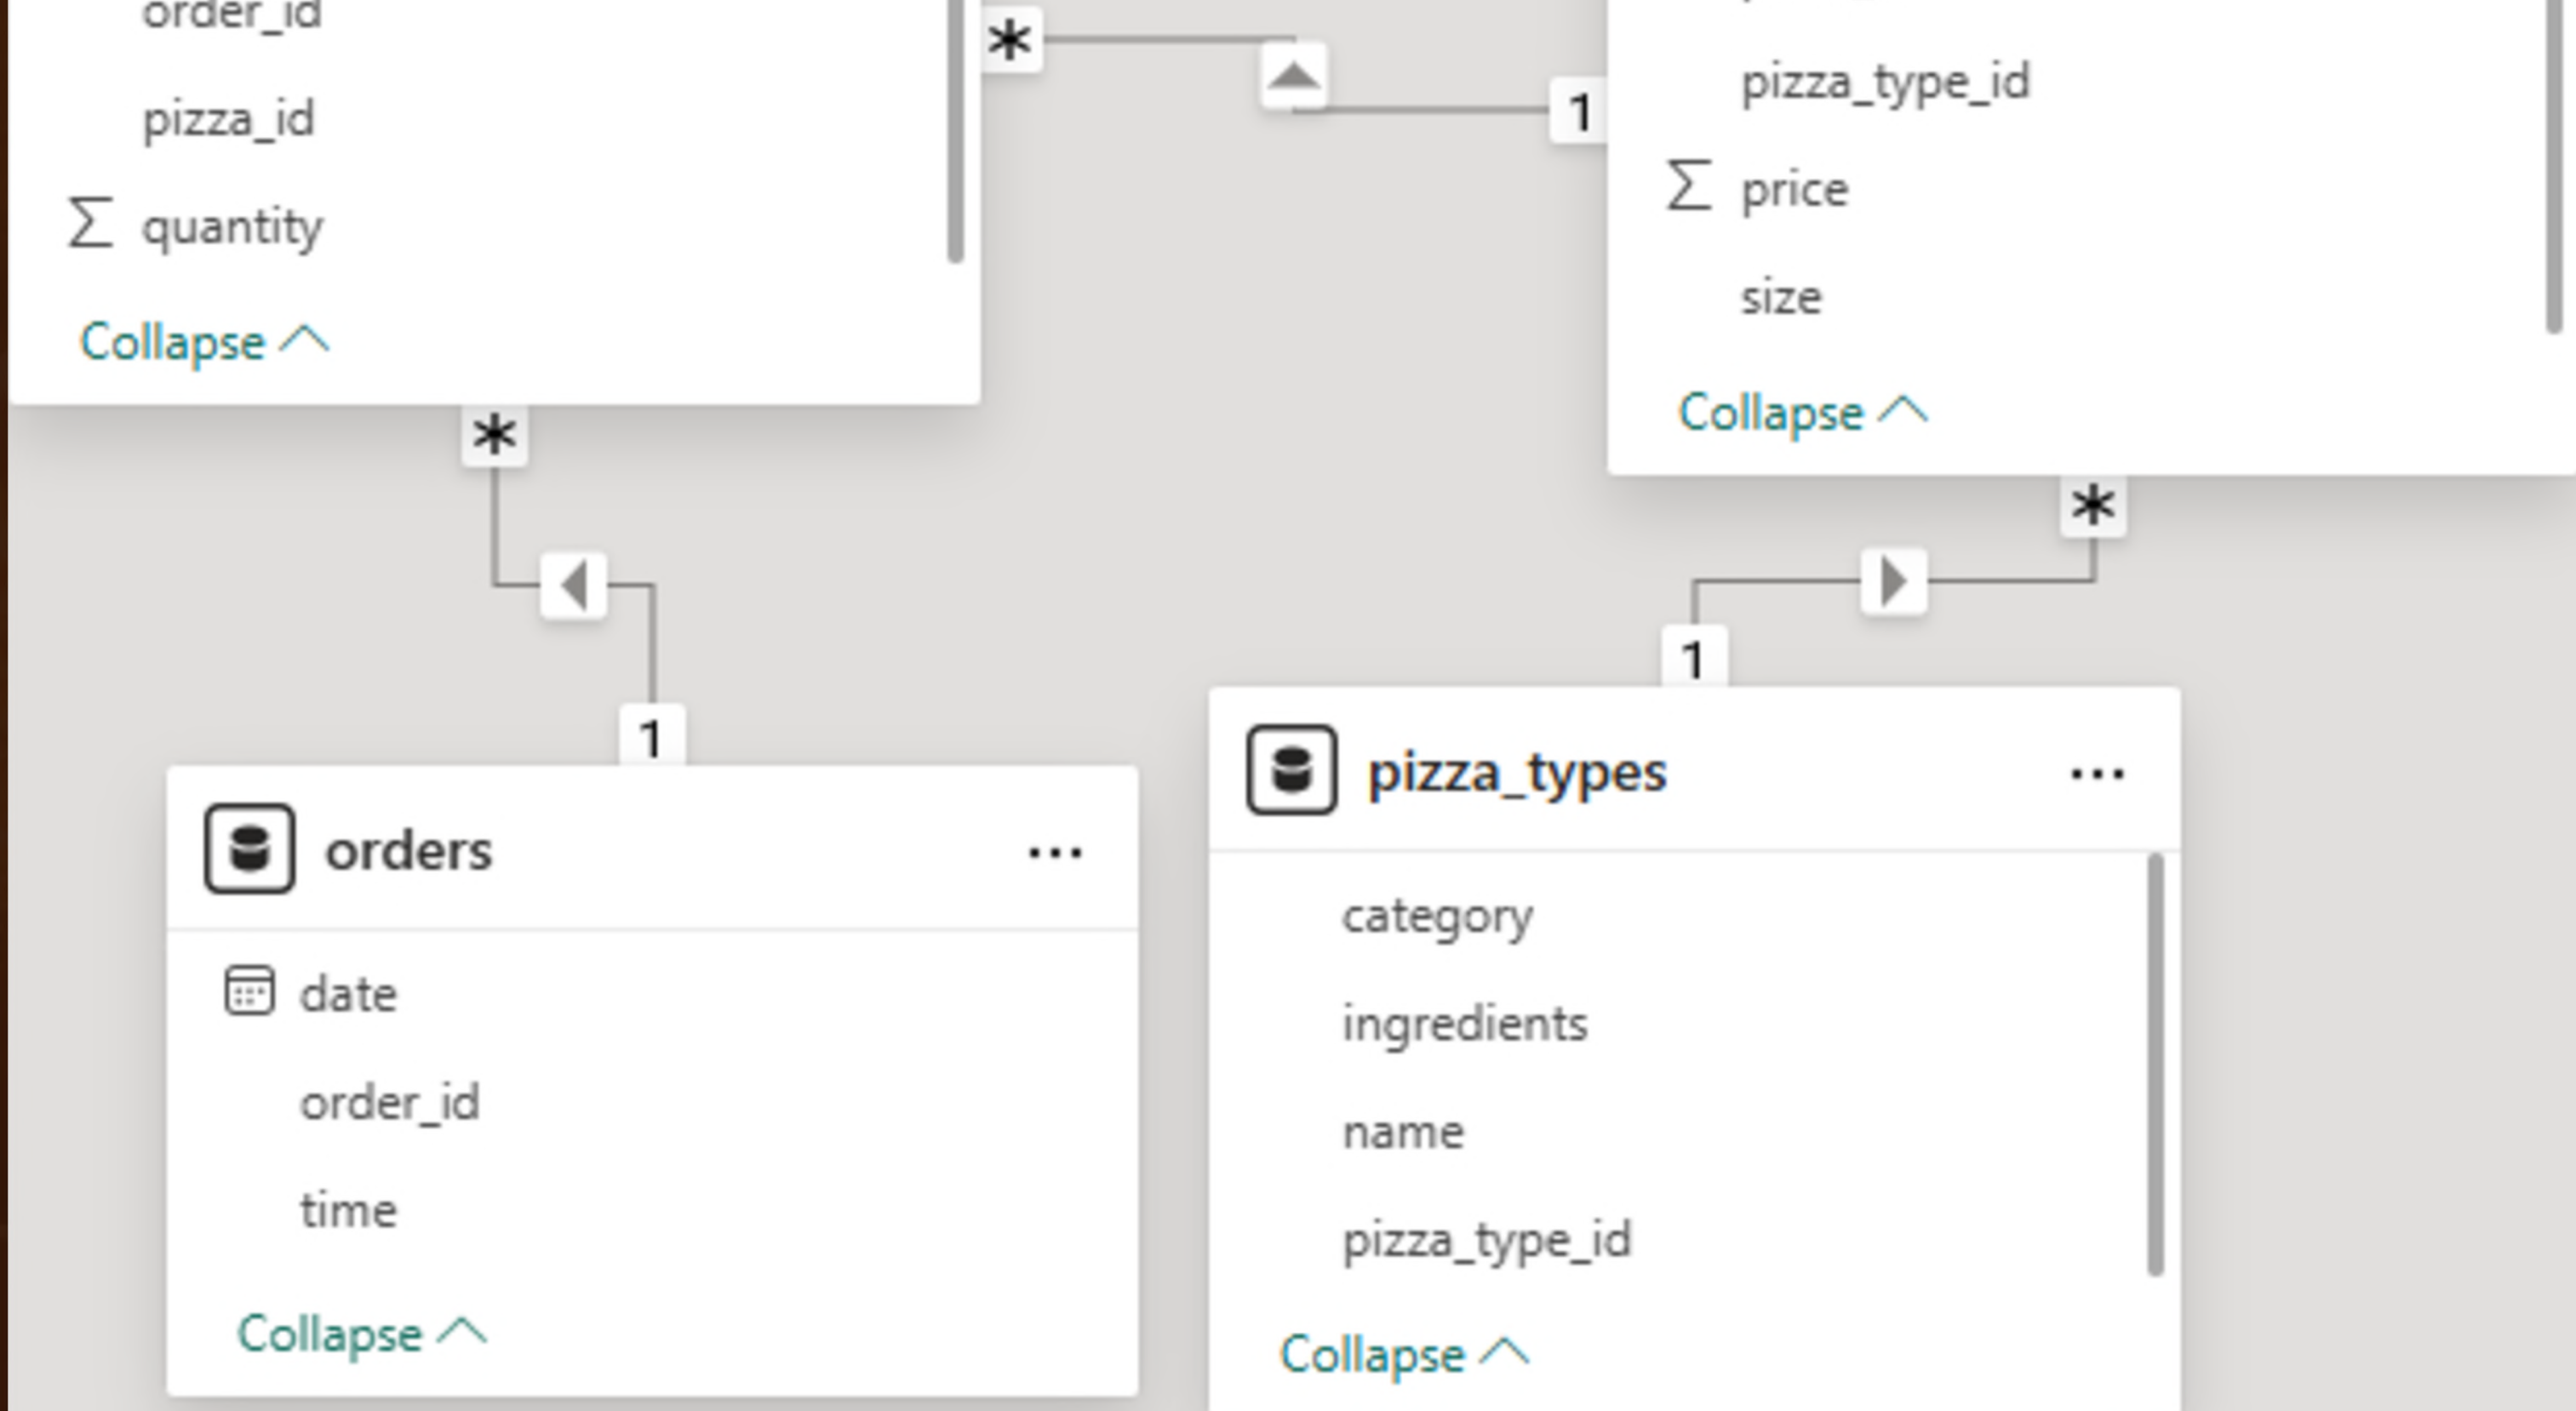 order_id
pizza_id
∑ quantity
Collapse
*
1
pizza_type_id
∑ price
size
Collapse
*
1
orders
...
date
order_id
time
Collapse
*
1
pizza_types
...
category
ingredients
name
pizza_type_id
Collapse